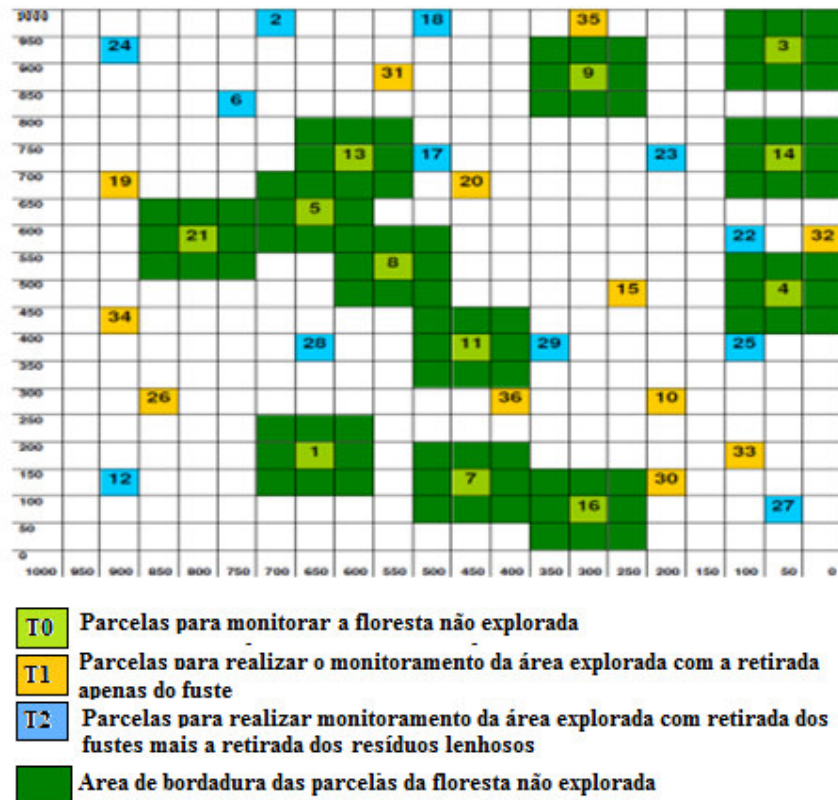 2 18 35
950 24 3
900 31 9
850 6
800
750 13 17 23 14
700 19 20
650 5
600 21 22 32
550 8
500 15 4
450 34
400 28 11 29 25
350
300 26 36 10
250
200 1 33
150 12 7 30
100 16 27
50
0
1000 950 900 850 800 750 700 650 600 550 500 450 400 350 300 250 200 150 100 50 0
T0 Parcelas para monitorar a floresta não explorada
T1 Parcelas para realizar o monitoramento da área explorada com a retirada
apenas do fuste
T2 Parcelas para realizar monitoramento da área explorada com retirada dos
fustes mais a retirada dos resíduos lenhosos
Area de bordadura das parcelas da floresta não explorada